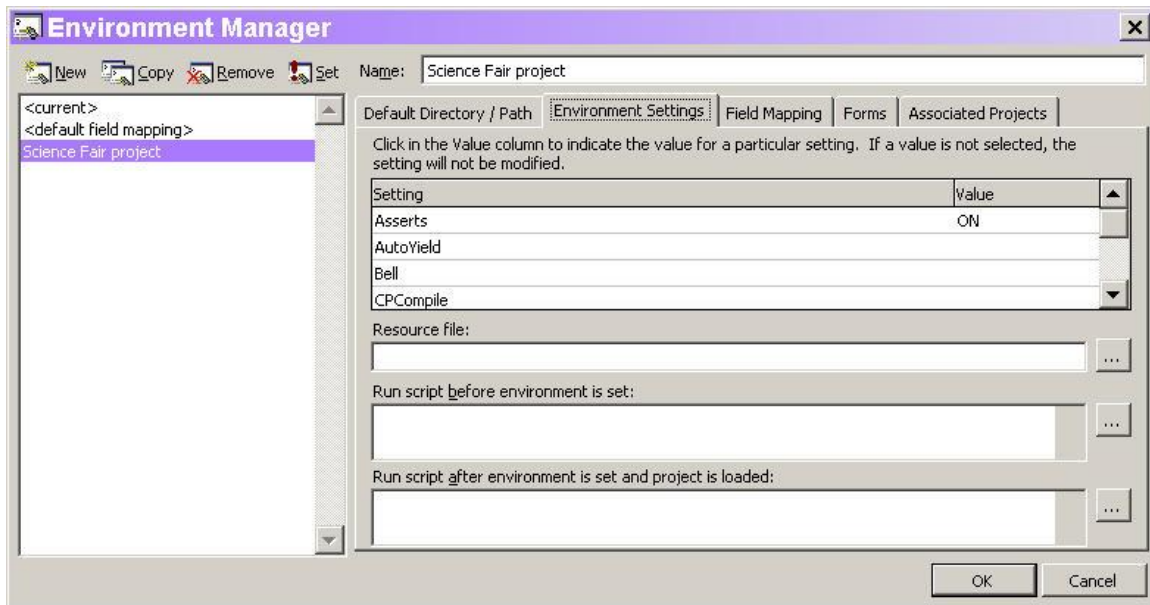 Environment Manager
New Copy Remove Set Name: Science Fair project
<current>
<default field mapping>
Science Fair project
Default Directory / Path Environment Settings Field Mapping Forms Associated Projects
Click in the Value column to indicate the value for a particular setting. If a value is not selected, the
setting will not be modified.
Setting Value
Asserts ON
AutoYield
Bell
CPCompile
Resource file:
...
Run script before environment is set:
...
Run script after environment is set and project is loaded:
...
OK Cancel